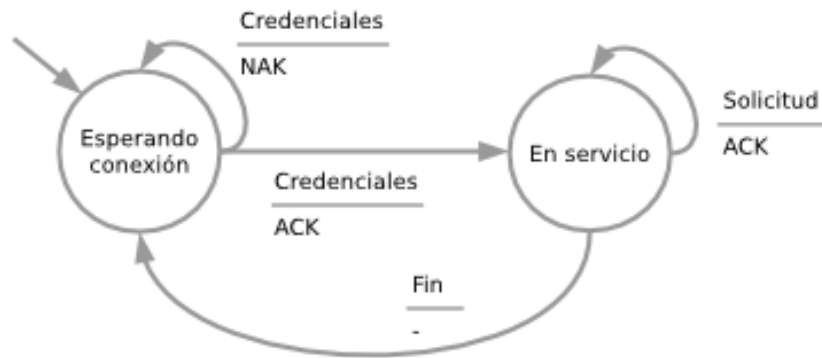 Credenciales
NAK
Esperando
conexión
En servicio
Solicitud
ACK
Credenciales
ACK
Fin
-